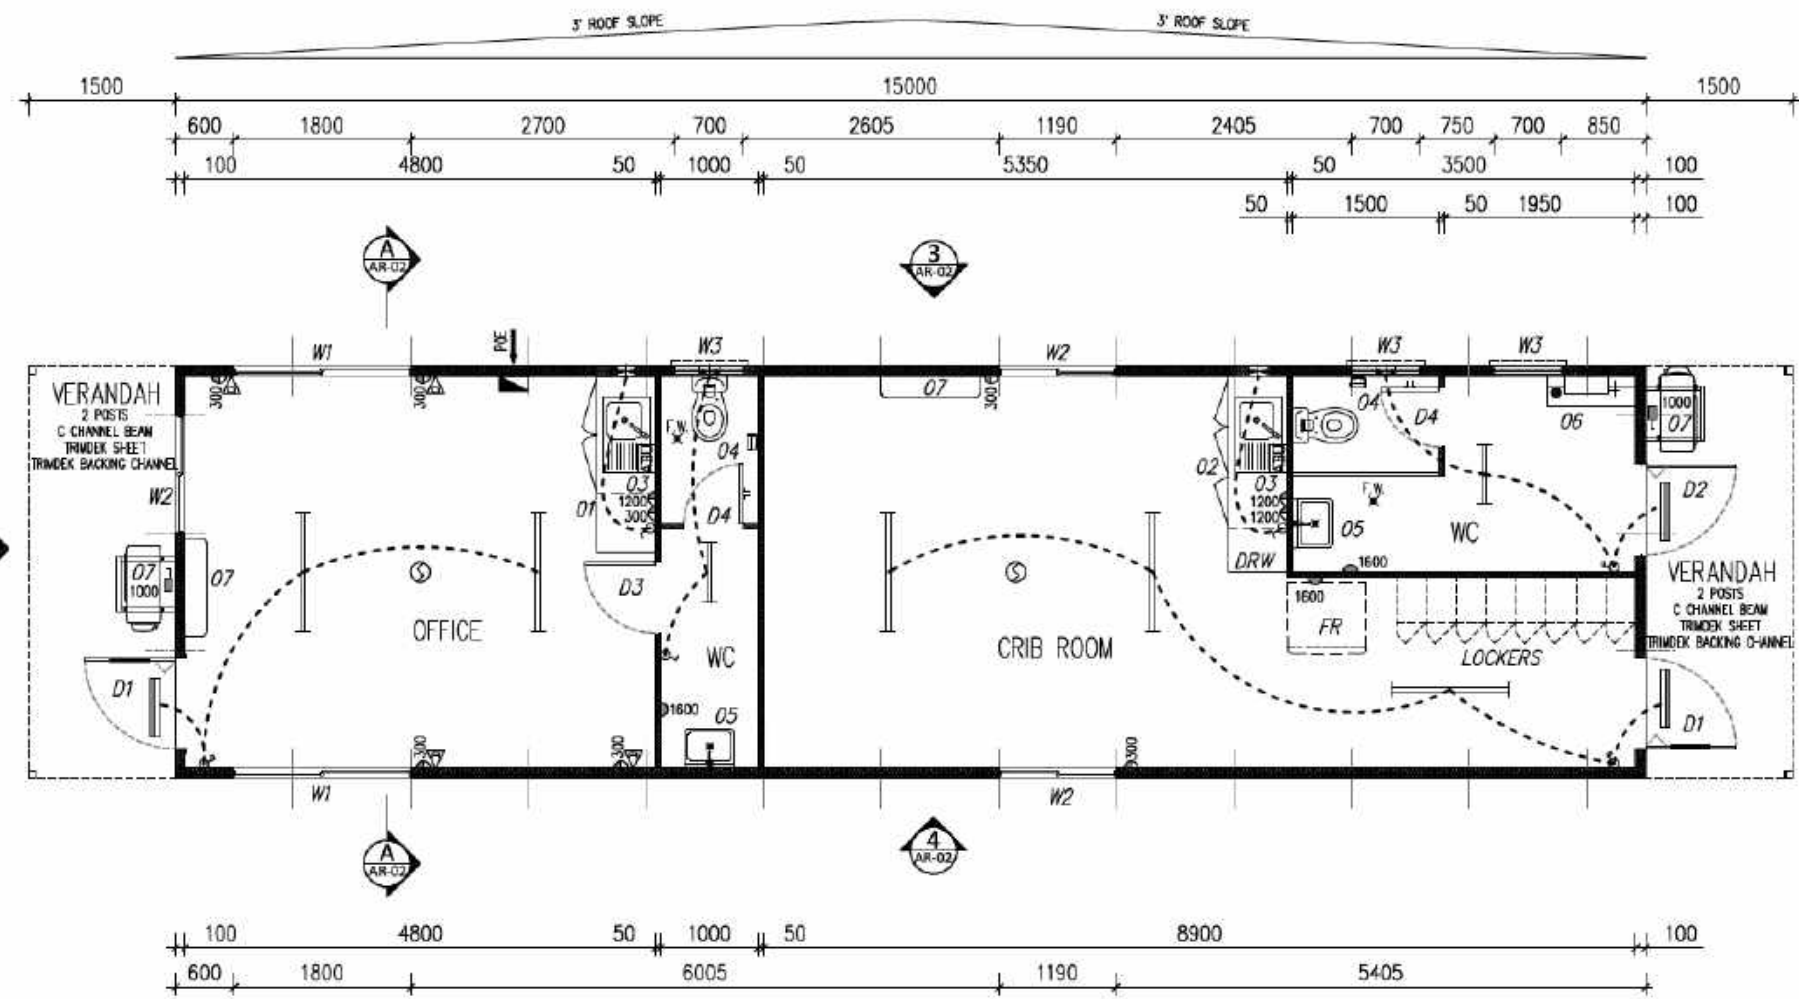 3' ROOF SLOPE 3' ROOF SLOPE
1500 15000 1500
600 1800 2700 700 2605 1190 2405 700 750 700 850
100 4800 50 1000 50 5350 50 3500 100
50 1500 50 1950 100
A 3
AR-02 AR-02
POE
W1 W3 W2 W3 W3
VERANDAH
2 POSTS
C CHANNEL BEAM
TRIMDEK SHEET
TRIMDEK BACKING CHANNEL
300 300 07 300 04 D4 06 1000
07
F.W. 04
W2 03 02 03 F.W. D2
01 1200 1200
300 D4 1200 05 WC
07 07 DRW 1600
1000 D3
1600
OFFICE FR
WC CRIB ROOM LOCKERS
VERANDAH
2 POSTS
C CHANNEL BEAM
TRIMDEK SHEET
TRIMDEK BACKING CHANNEL
D1 1600 05 D1
300 300 300
W1 W2
A 4
AR-02 AR-02
100 4800 50 1000 50 8900 100
600 1800 6005 1190 5405